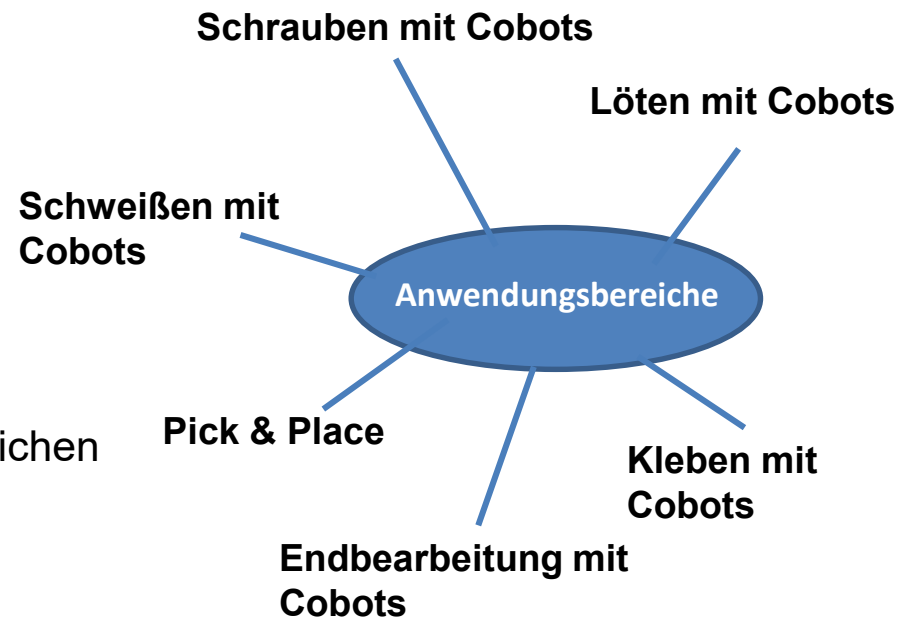 Schrauben mit Cobots
Löten mit Cobots
Schweißen mit
Cobots
Anwendungsbereiche
Pick & Place
ichen
Kleben mit
Cobots
Endbearbeitung mit
Cobots